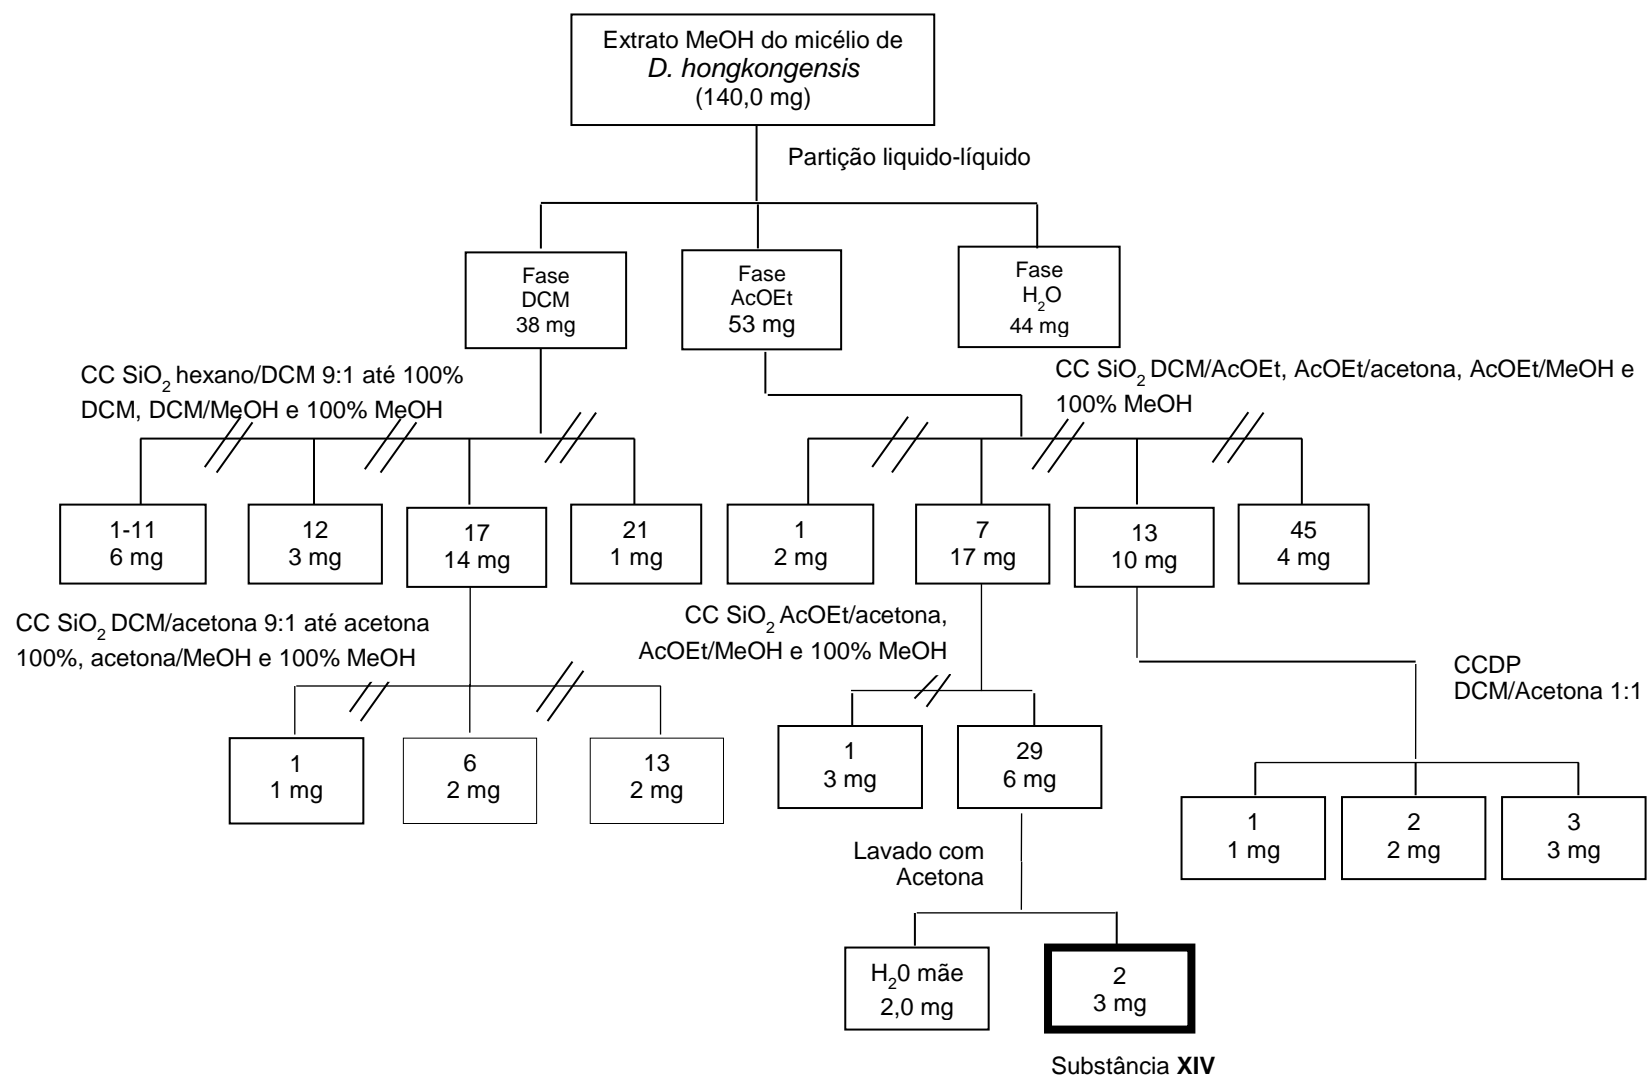 Extrato MeOH do micélio de
D. hongkongensis
(140,0 mg)
Partição liquido-líquido
Fase
DCM
38 mg
Fase
AcOEt
53 mg
Fase
H2O
44 mg
CC SiO2 hexano/DCM 9:1 até 100%
DCM, DCM/MeOH e 100% MeOH
CC SiO2 DCM/AcOEt, AcOEt/acetona, AcOEt/MeOH e
100% MeOH
1-11
6 mg
12
3 mg
17
14 mg
21
1 mg
1
2 mg
7
17 mg
13
10 mg
45
4 mg
CC SiO2 DCM/acetona 9:1 até acetona
100%, acetona/MeOH e 100% MeOH
CC SiO2 AcOEt/acetona,
AcOEt/MeOH e 100% MeOH
CCDP
DCM/Acetona 1:1
1
1 mg
6
2 mg
13
2 mg
1
3 mg
29
6 mg
1
1 mg
2
2 mg
3
3 mg
Lavado com
Acetona
H20 mãe
2,0 mg
2
3 mg
Substância XIV